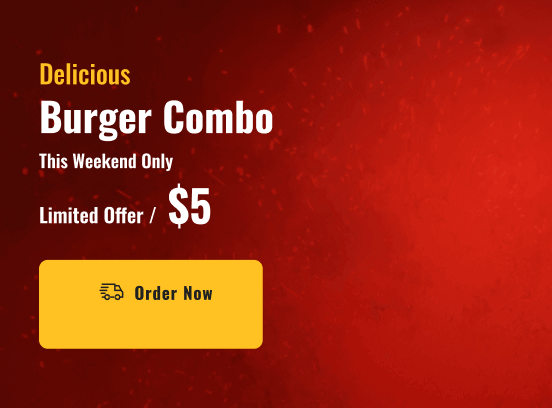 Delicious
Burger Combo
This Weekend Only
Limited Offer / $5
Order Now